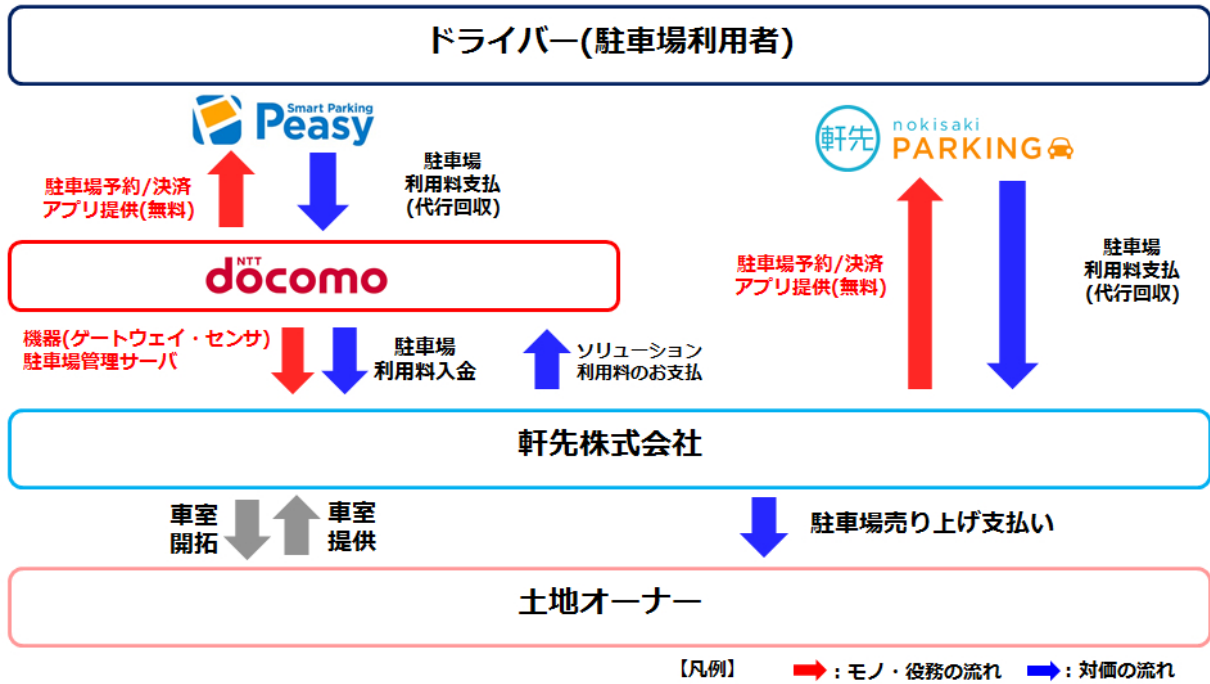 ドライバー(駐車場利用者)
Smart Parking
Peasy
軒先
nokisaki
PARKING
駐車場予約/決済
アプリ提供(無料)
駐車場
利用料支払
(代行回収)
駐車場予約/決済
アプリ提供(無料)
駐車場
利用料支払
(代行回収)
NTT
döcomo
機器(ゲートウェイ・センサ)
駐車場管理サーバ
駐車場
利用料入金
ソリューション
利用料のお支払
軒先株式会社
車室
開拓
車室
提供
駐車場売り上げ支払い
土地オーナー
【凡例】 :モノ・役務の流れ :対価の流れ